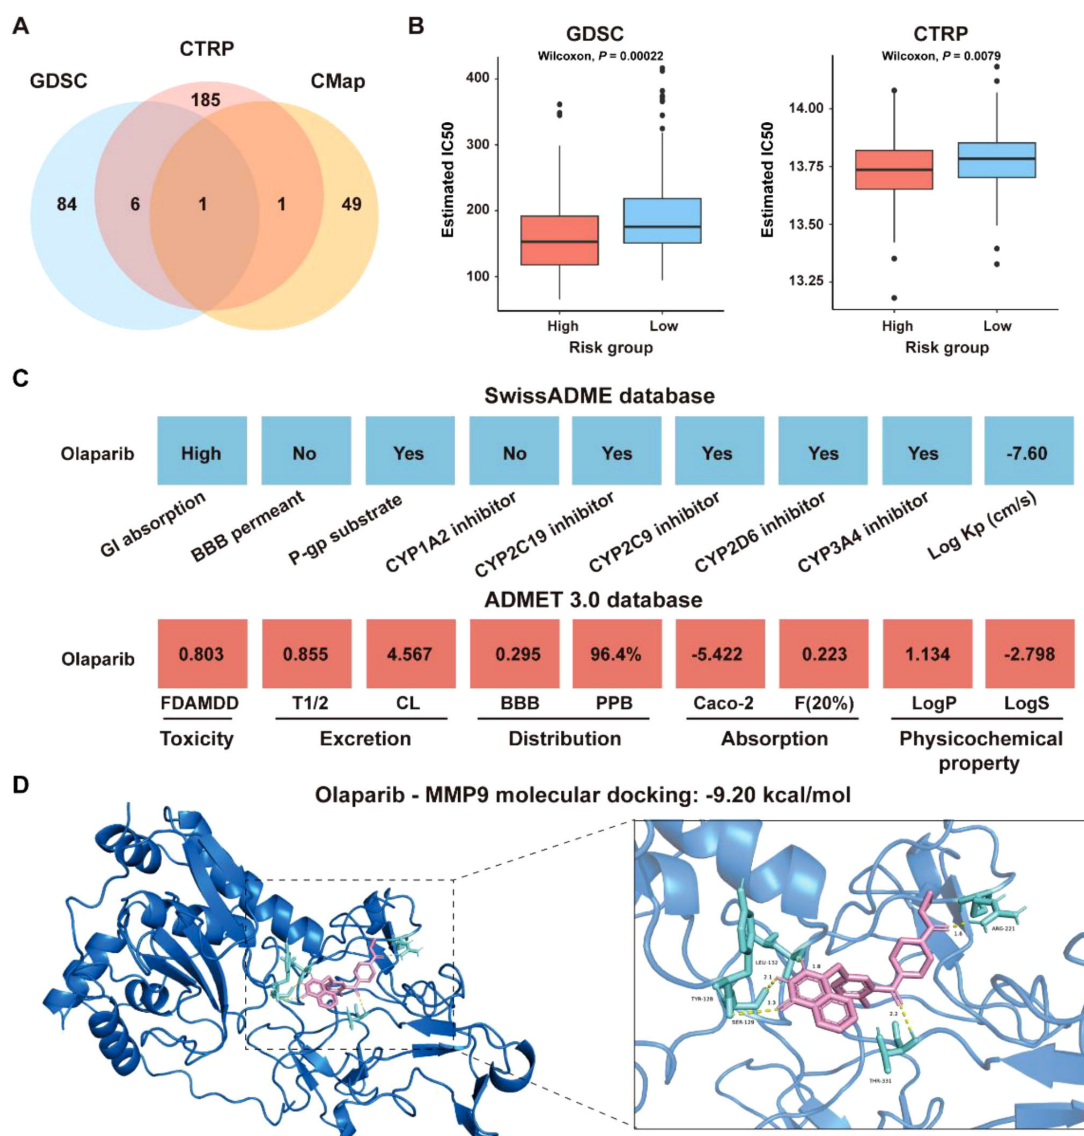 A
CTRP
GDSC
CMap
185
84
6
1
1
49
B
GDSC
Wilcoxon, P = 0.00022
Estimated IC50
400
300
200
100
High
Low
Risk group
CTRP
Wilcoxon, P = 0.0079
Estimated IC50
14.00
13.75
13.50
13.25
High
Low
Risk group
C
SwissADME database
Olaparib
High
No
Yes
No
Yes
Yes
Yes
Yes
-7.60
GI absorption
BBB permeant
P-gp substrate
CYP1A2 inhibitor
CYP2C19 inhibitor
CYP2C9 inhibitor
CYP2D6 inhibitor
CYP3A4 inhibitor
Log Kp (cm/s)
ADMET 3.0 database
Olaparib
0.803
0.855
4.567
0.295
96.4%
-5.422
0.223
1.134
-2.798
FDAMDD
T1/2
CL
BBB
PPB
Caco-2
F(20%)
LogP
LogS
Toxicity
Excretion
Distribution
Absorption
Physicochemical
property
D
Olaparib - MMP9 molecular docking: -9.20 kcal/mol
ARG-221
1.8
LEU-132
1.8
2.1
TYR-128
SER-129
3.3
2.2
THR-331